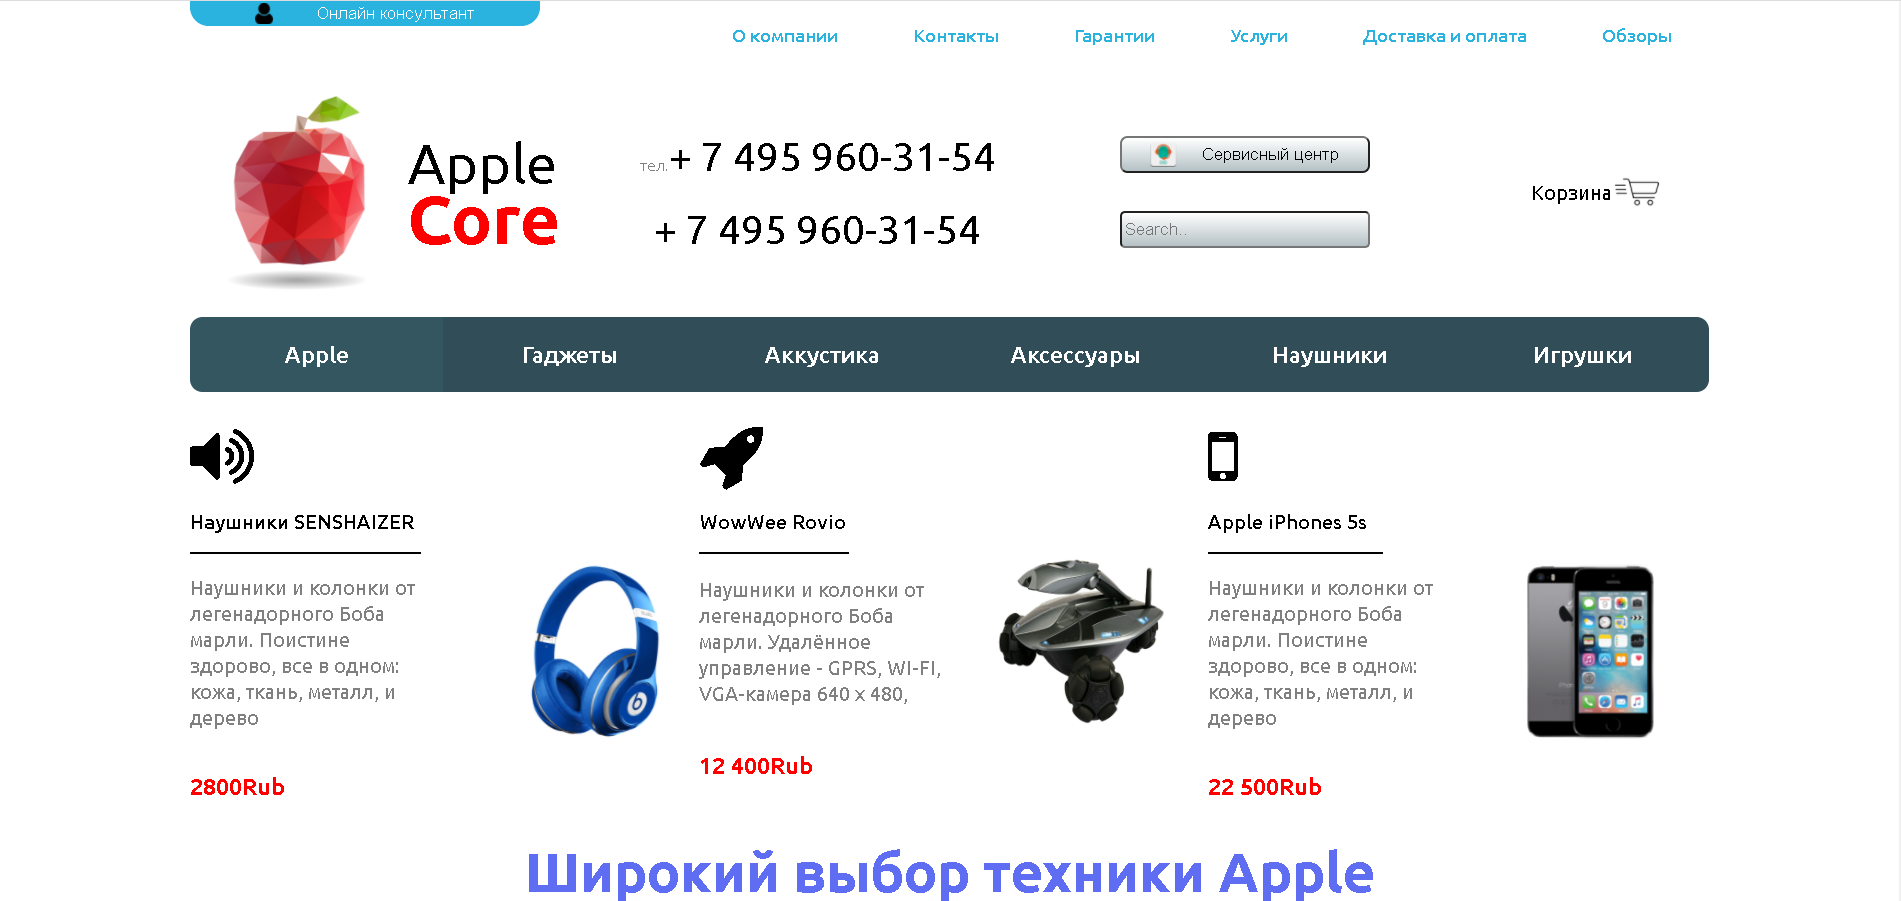 Онлайн консультант
О компании Контакты Гарантии Услуги Доставка и оплата Обзоры
Apple
Core
тел.+ 7 495 960-31-54
+ 7 495 960-31-54
Сервисный центр
Search..
Корзина
Apple Гаджеты Аккустика Аксессуары Наушники Игрушки
Наушники SENSHAIZER
Наушники и колонки от
легенадорного Боба
марли. Поистине
здорово, все в одном:
кожа, ткань, металл, и
дерево
2800Rub
WowWee Rovio
Наушники и колонки от
легенадорного Боба
марли. Удалённое
управление - GPRS, WI-FI,
VGA-камера 640 x 480,
12 400Rub
Apple iPhones 5s
Наушники и колонки от
легенадорного Боба
марли. Поистине
здорово, все в одном:
кожа, ткань, металл, и
дерево
22 500Rub
Широкий выбор техники Apple